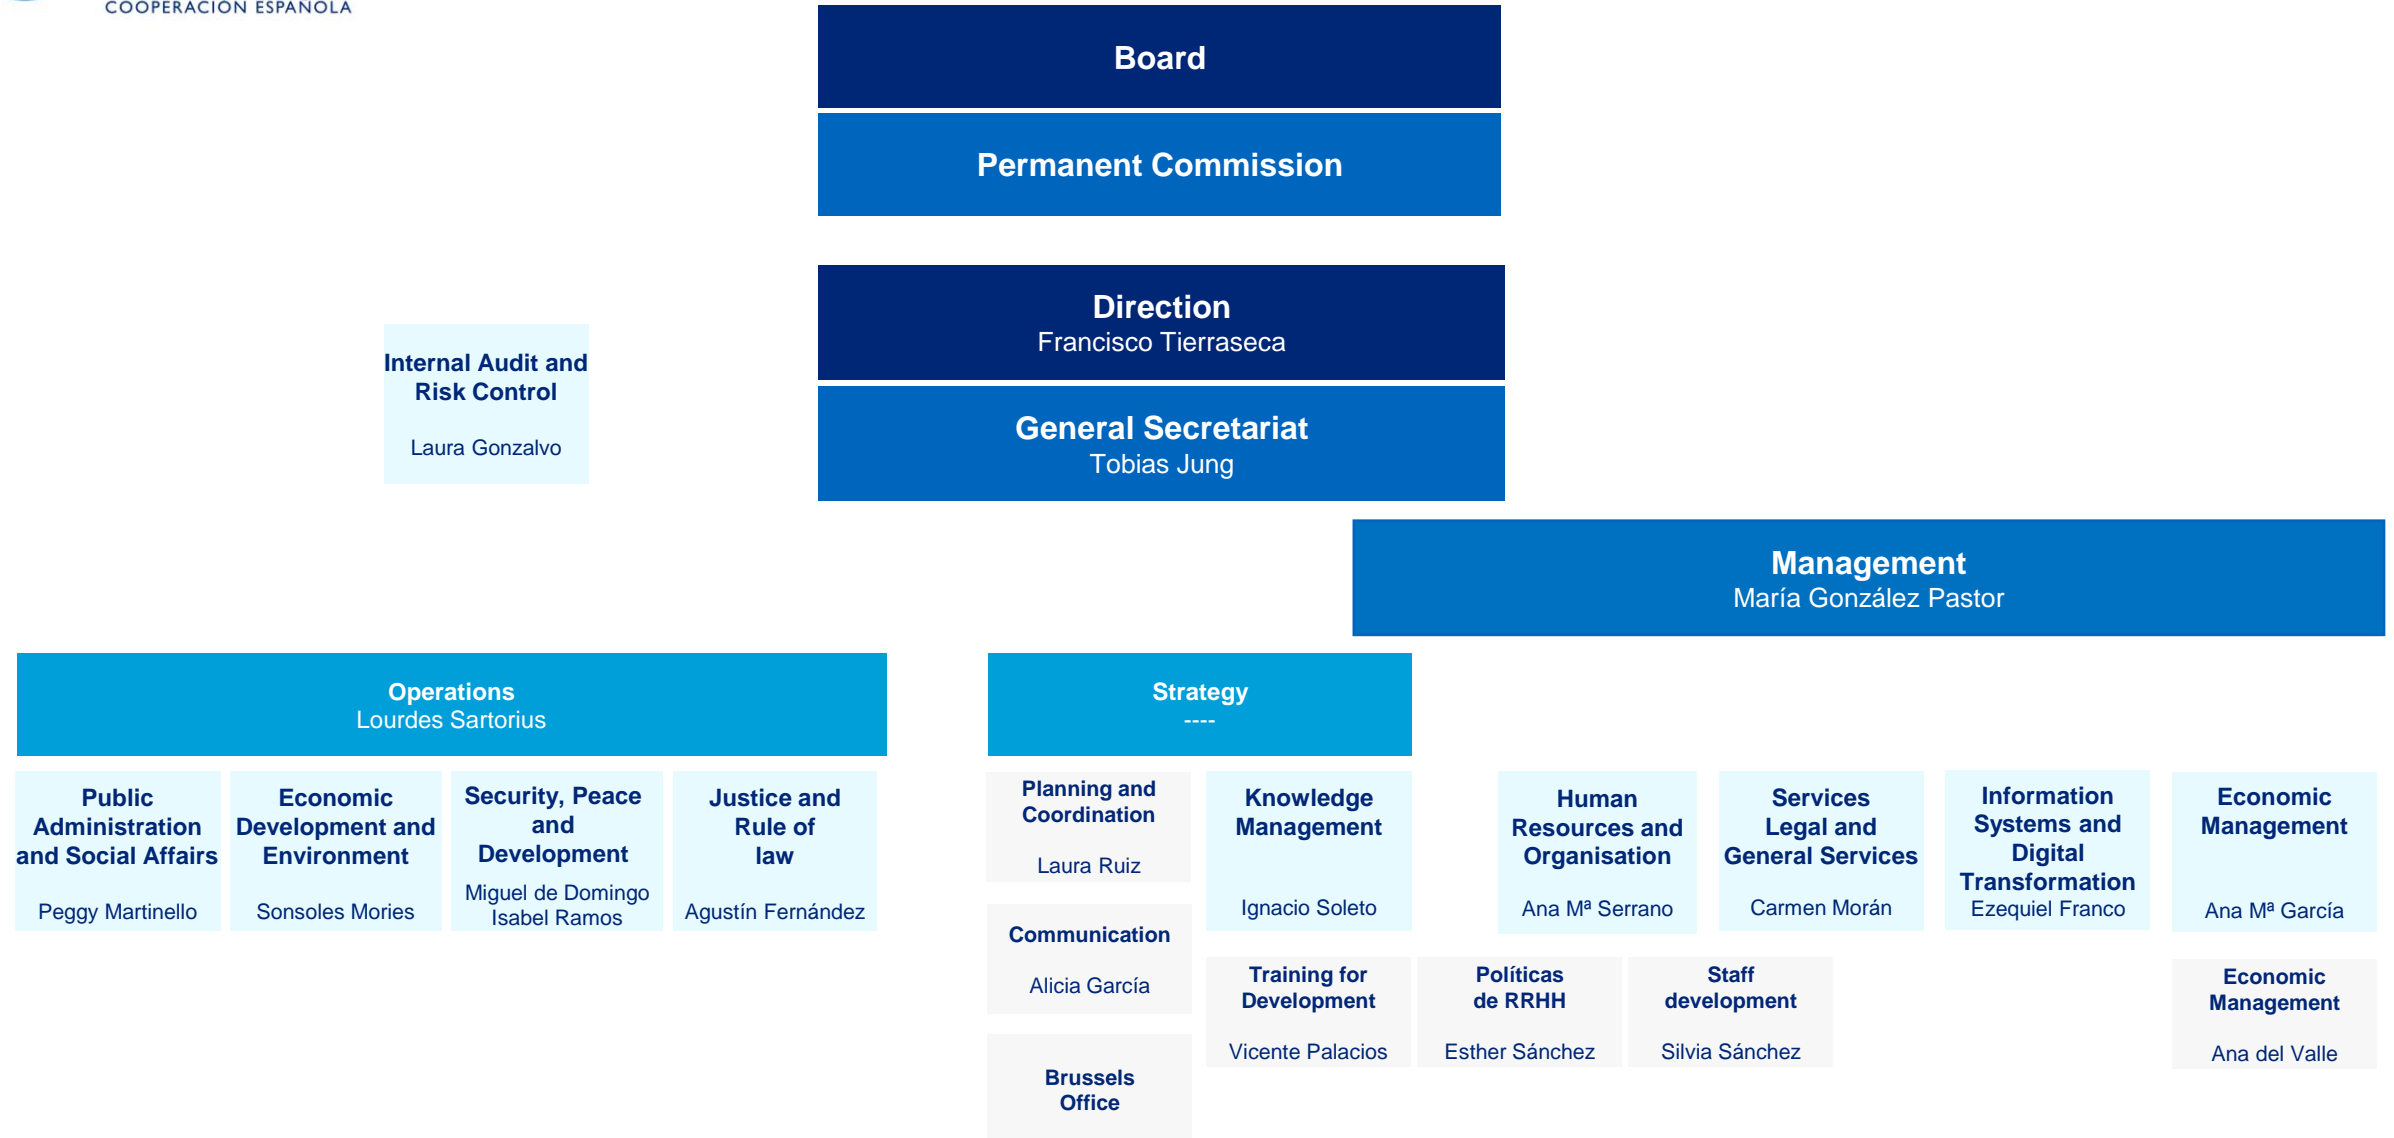 COOPERACIÓN ESPAÑOLA
Board
Permanent Commission
Direction
Francisco Tierraseca
Internal Audit and
Risk Control
Laura Gonzalvo
General Secretariat
Tobias Jung
Management
María González Pastor
Operations
Lourdes Sartorius
Strategy
----
Public
Administration
and Social Affairs
Peggy Martinello
Economic
Development and
Environment
Sonsoles Mories
Security, Peace
and
Development
Miguel de Domingo
Isabel Ramos
Justice and
Rule of
law
Agustín Fernández
Planning and
Coordination
Laura Ruiz
Knowledge
Management
Ignacio Soleto
Human
Resources and
Organisation
Ana Mª Serrano
Services
Legal and
General Services
Carmen Morán
Information
Systems and
Digital
Transformation
Ezequiel Franco
Economic
Management
Ana Mª García
Communication
Alicia García
Training for
Development
Vicente Palacios
Políticas
de RRHH
Esther Sánchez
Staff
development
Silvia Sánchez
Economic
Management
Ana del Valle
Brussels
Office